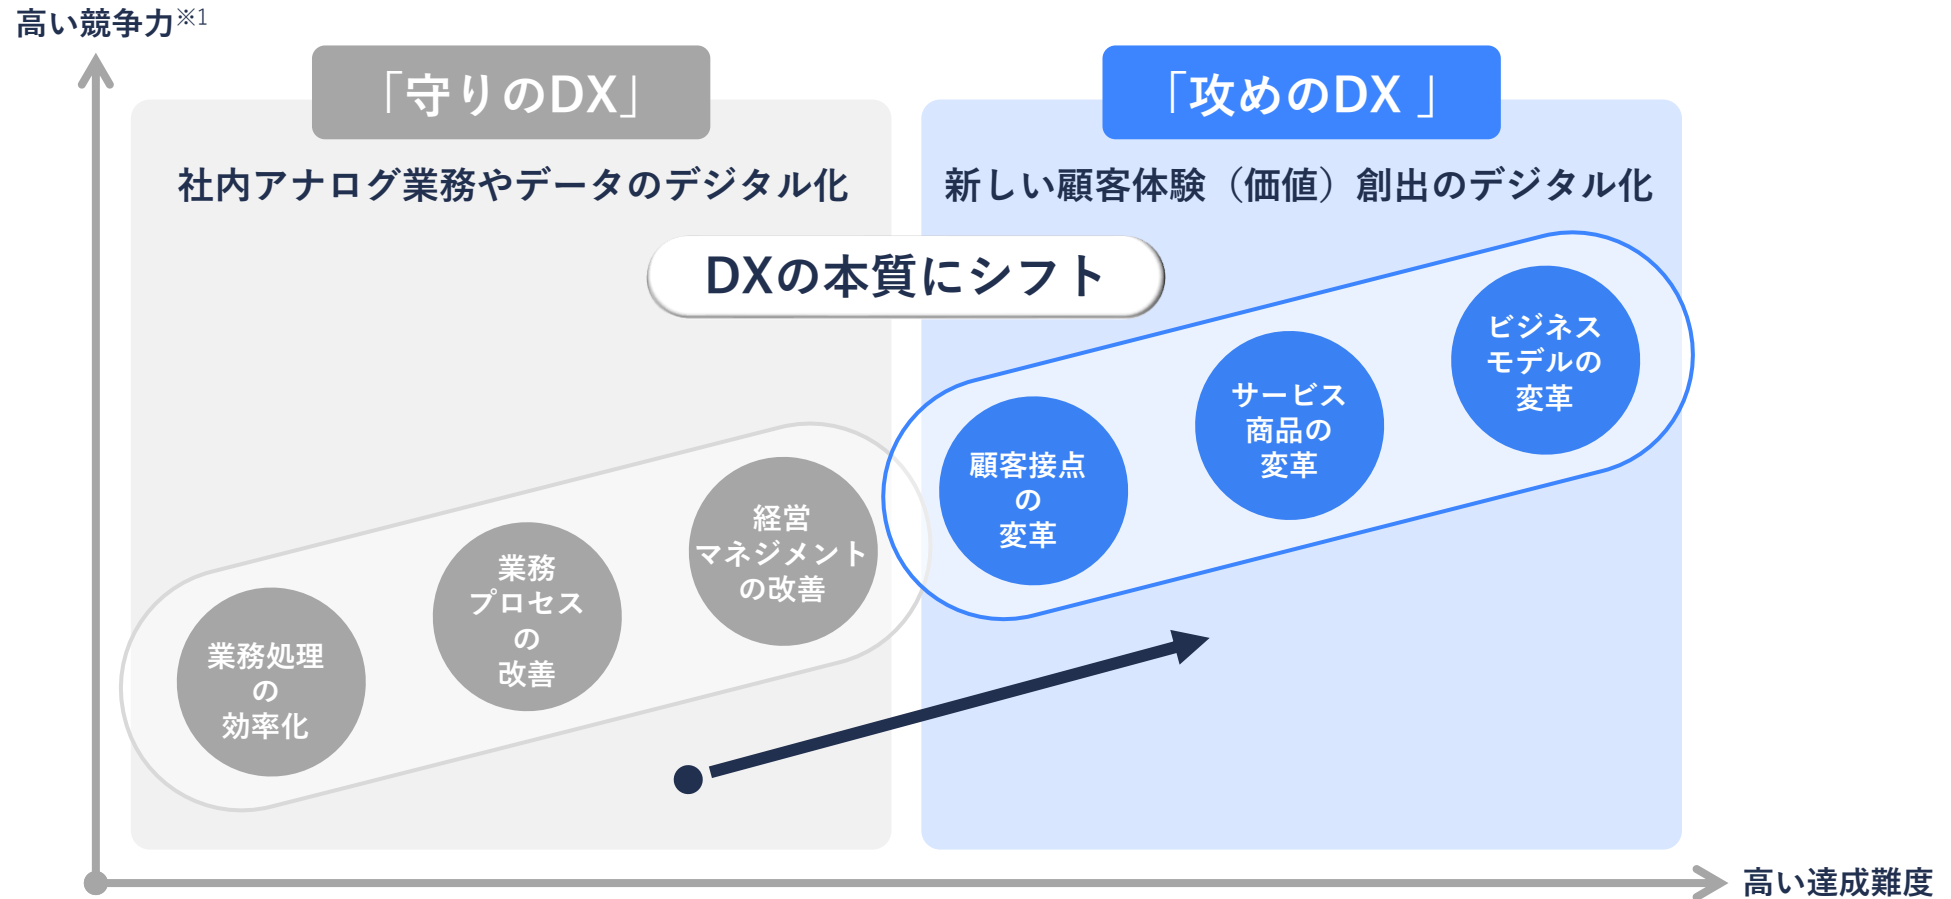 高い競争力※1
「守りのDX」
社内アナログ業務やデータのデジタル化
「攻めのDX 」
新しい顧客体験（価値）創出のデジタル化
DXの本質にシフト
業務処理
の
効率化
業務
プロセス
の
改善
経営
マネジメント
の改善
顧客接点
の
変革
サービス
商品の
変革
ビジネス
モデルの
変革
高い達成難度